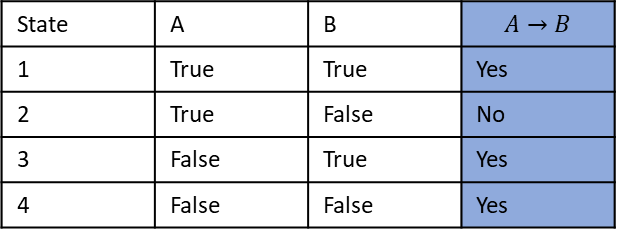 State A B A → B
1 True True Yes
2 True False No
3 False True Yes
4 False False Yes